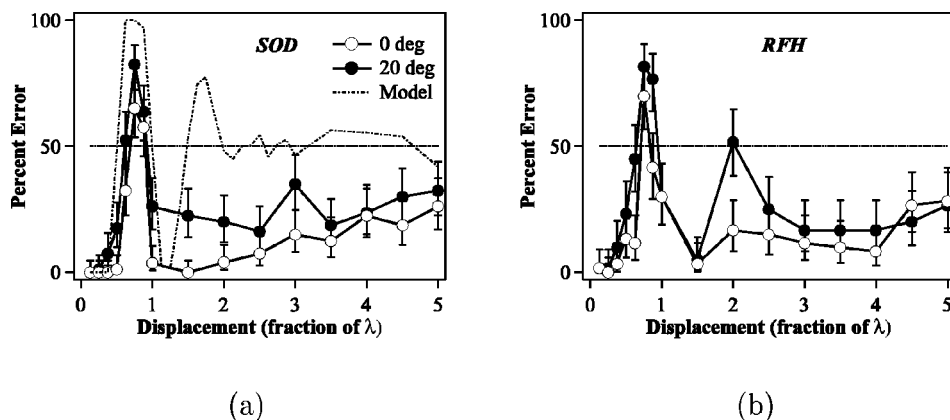 100
50
0
Percent Error
SOD
0 deg
20 deg
Model
0 1 2 3 4 5
Displacement (fraction of λ)
(a)
100
50
0
Percent Error
RFH
0 1 2 3 4 5
Displacement (fraction of λ)
(b)